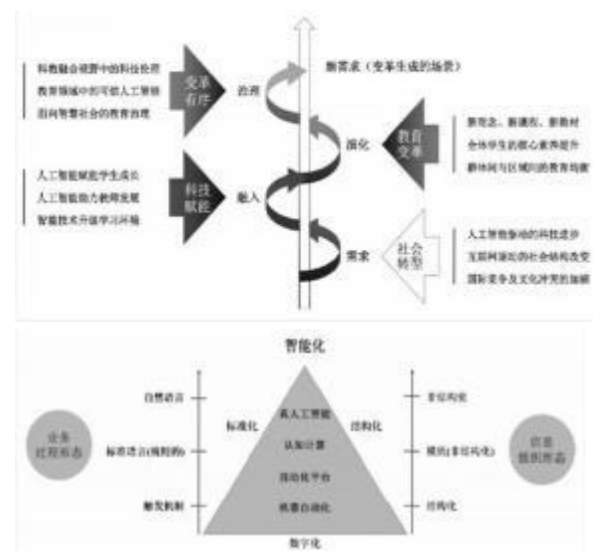 新需求（变革生成的场景）
科教融合视野中的科技伦理
教育领域中的可信人工智能
面向智慧社会的教育治理
变革
有序
治理
演化
教育
变革
新理念、新课程、新教材
全体学生的核心素养提升
群体间与区域间的教育均衡
人工智能赋能学生成长
人工智能助力教师发展
智能技术升级学习环境
科技
赋能
融入
需求
社会
转型
人工智能驱动的科技进步
互联网驱动的社会结构改变
国际竞争及文化冲突的加剧
智能化
自然语言
标准语言(规则的)
触发机制
业务
过程形态
标准化
结构化
真人工智能
认知计算
自动化平台
机器自动化
数字化
非结构化
模拟(非结构化)
结构化
信息
组织形态